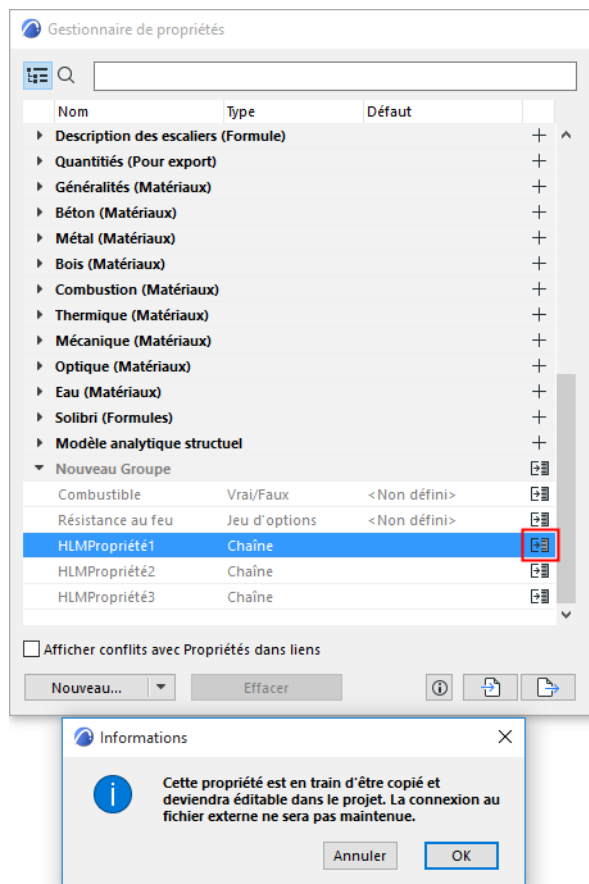 Gestionnaire de propriétés
Nom Type Défaut
Description des escaliers (Formule)
Quantitiés (Pour export)
Généralités (Matériaux)
Béton (Matériaux)
Métal (Matériaux)
Bois (Matériaux)
Combustion (Matériaux)
Thermique (Matériaux)
Mécanique (Matériaux)
Optique (Matériaux)
Eau (Matériaux)
Solibri (Formules)
Modèle analytique structuel
Nouveau Groupe
Combustible Vrai/Faux <Non défini>
Résistance au feu Jeu d'options <Non défini>
HLMPropriété1 Chaîne
HLMPropriété2 Chaîne
HLMPropriété3 Chaîne
Afficher conflits avec Propriétés dans liens
Nouveau... Effacer
Informations
Cette propriété est en train d'être copié et
deviendra éditable dans le projet. La connexion au
fichier externe ne sera pas maintenue.
Annuler OK